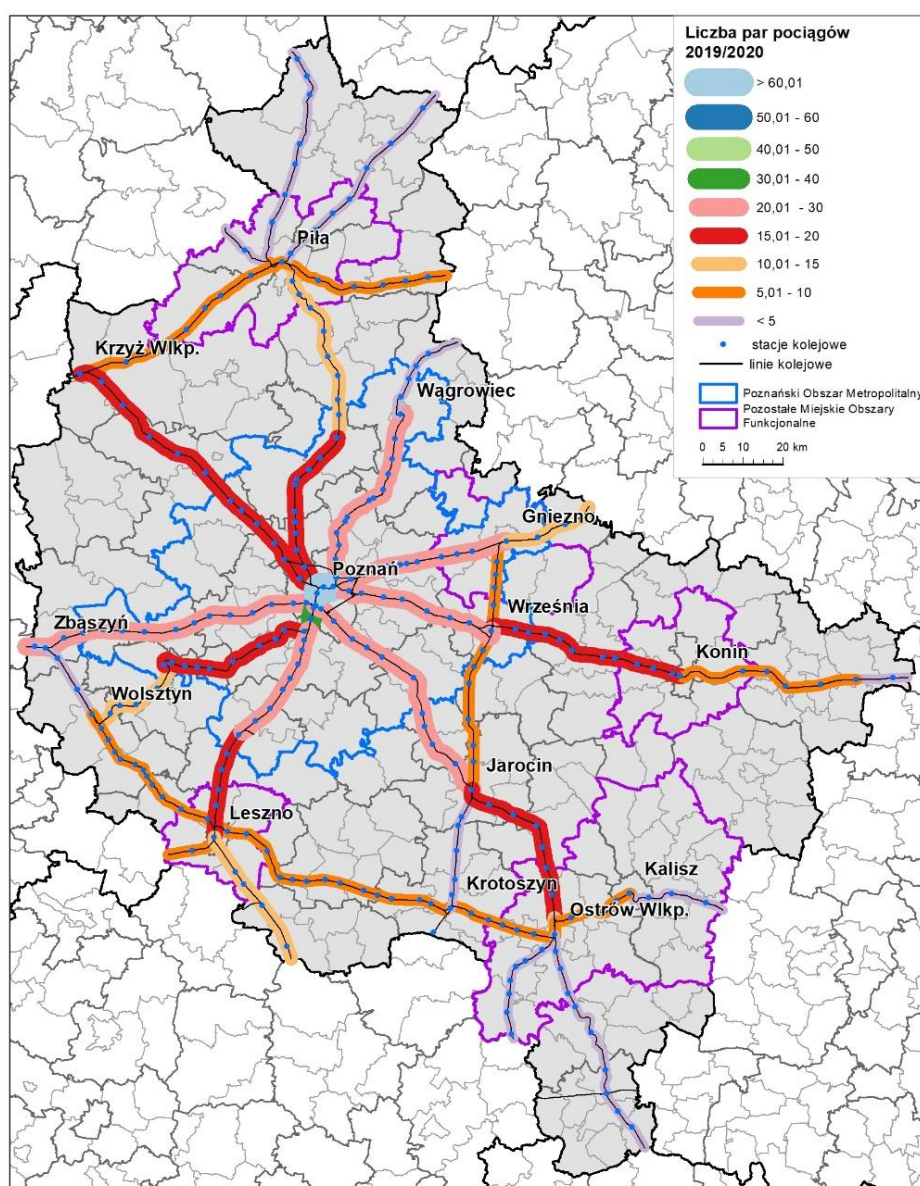 Liczba par pociągów
2019/2020
> 60,01
50,01 - 60
40,01 - 50
30,01 - 40
20,01 - 30
15,01 - 20
10,01 - 15
5,01 - 10
< 5
stacje kolejowe
linie kolejowe
Poznański Obszar Metropolitalny
Pozostałe Miejskie Obszary
Funkcjonalne
0 5 10 20 km
Piła
Krzyż Wlkp.
Wągrowiec
Gniezno
Poznań
Września
Zbąszyń
Konin
Wolsztyn
Jarocin
Leszno
Kalisz
Krotoszyn
Ostrów Wlkp.